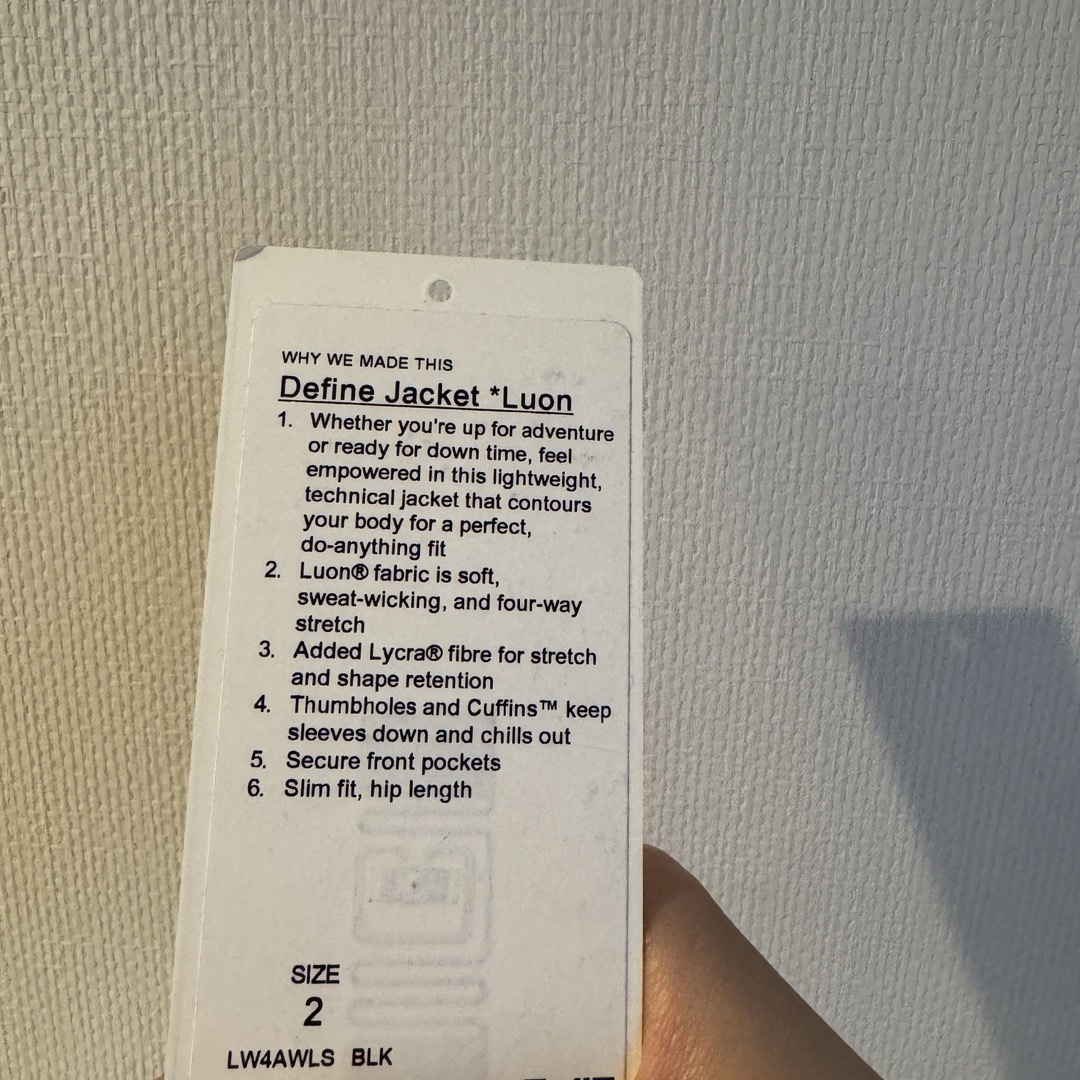 WHY WE MADE THIS
Define Jacket *Luon
1. Whether you're up for adventure
or ready for down time, feel
empowered in this lightweight,
technical jacket that contours
your body for a perfect,
do-anything fit
2. Luon® fabric is soft,
sweat-wicking, and four-way
stretch
3. Added Lycra® fibre for stretch
and shape retention
4. Thumbholes and Cuffins™ keep
sleeves down and chills out
5. Secure front pockets
6. Slim fit, hip length
SIZE
2
LW4AWLS BLK